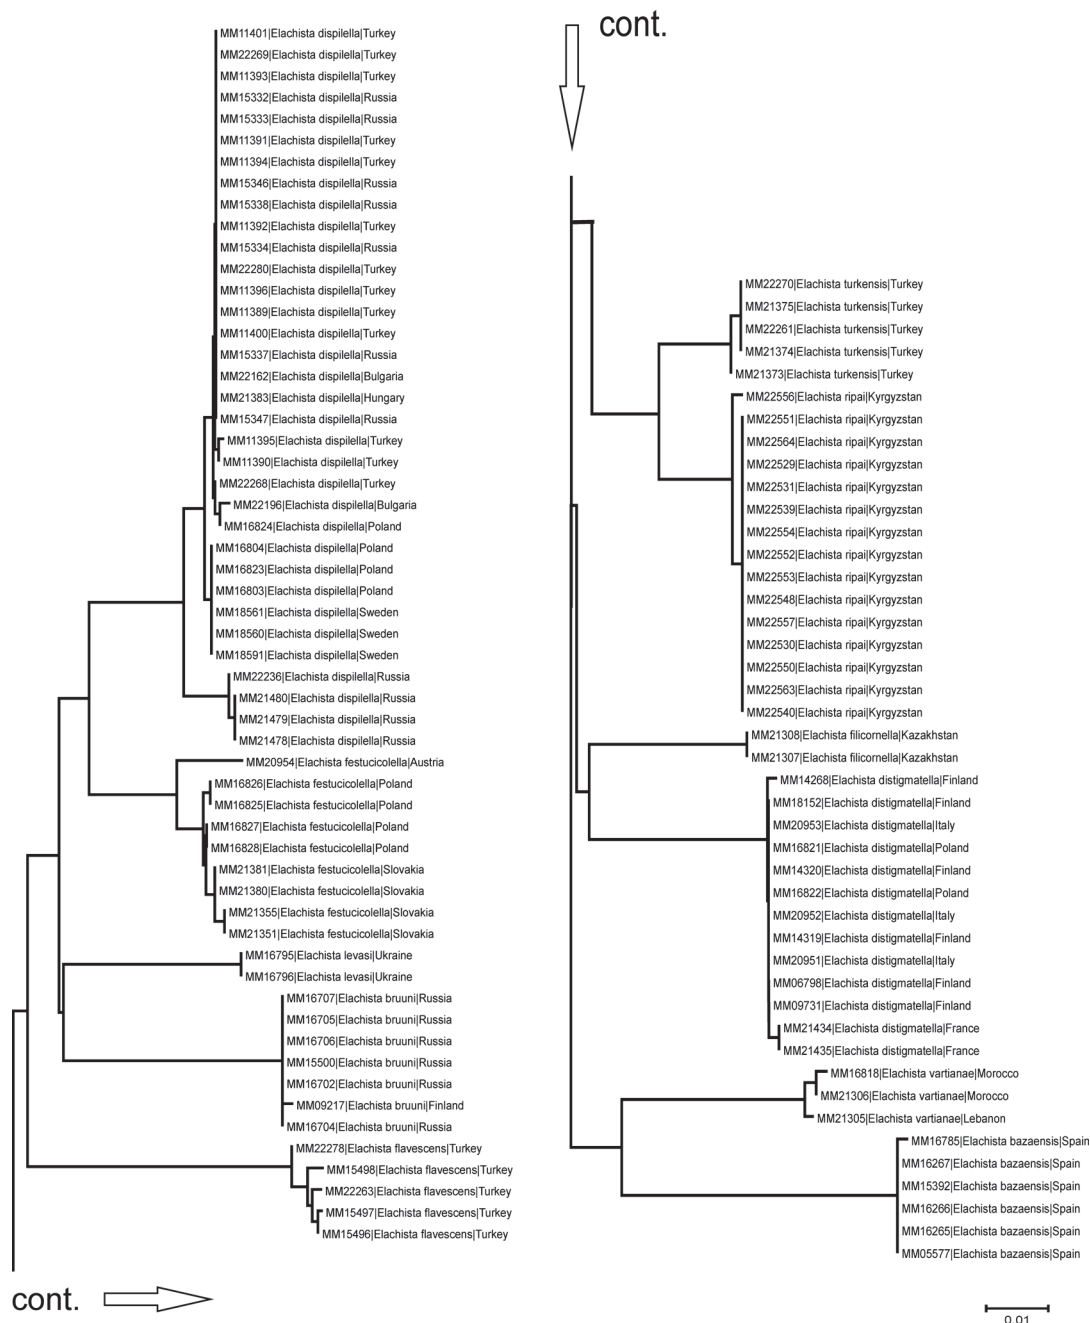 MM11401|Elachista dispilella|Turkey
MM22269|Elachista dispilella|Turkey
MM11393|Elachista dispilella|Turkey
MM15332|Elachista dispilella|Russia
MM15333|Elachista dispilella|Russia
MM11391|Elachista dispilella|Turkey
MM11394|Elachista dispilella|Turkey
MM15346|Elachista dispilella|Russia
MM15338|Elachista dispilella|Russia
MM11392|Elachista dispilella|Turkey
MM15334|Elachista dispilella|Russia
MM22280|Elachista dispilella|Turkey
MM11396|Elachista dispilella|Turkey
MM11389|Elachista dispilella|Turkey
MM11400|Elachista dispilella|Turkey
MM15337|Elachista dispilella|Russia
MM22162|Elachista dispilella|Bulgaria
MM21383|Elachista dispilella|Hungary
MM15347|Elachista dispilella|Russia
MM11395|Elachista dispilella|Turkey
MM11390|Elachista dispilella|Turkey
MM22268|Elachista dispilella|Turkey
MM22196|Elachista dispilella|Bulgaria
MM16824|Elachista dispilella|Poland
MM16804|Elachista dispilella|Poland
MM16823|Elachista dispilella|Poland
MM16803|Elachista dispilella|Poland
MM18561|Elachista dispilella|Sweden
MM18560|Elachista dispilella|Sweden
MM18591|Elachista dispilella|Sweden
MM22236|Elachista dispilella|Russia
MM21480|Elachista dispilella|Russia
MM21479|Elachista dispilella|Russia
MM21478|Elachista dispilella|Russia
MM20954|Elachista festucicolella|Austria
MM16826|Elachista festucicolella|Poland
MM16825|Elachista festucicolella|Poland
MM16827|Elachista festucicolella|Poland
MM16828|Elachista festucicolella|Poland
MM21381|Elachista festucicolella|Slovakia
MM21380|Elachista festucicolella|Slovakia
MM21355|Elachista festucicolella|Slovakia
MM21351|Elachista festucicolella|Slovakia
MM16795|Elachista levasi|Ukraine
MM16796|Elachista levasi|Ukraine
MM16707|Elachista bruuni|Russia
MM16705|Elachista bruuni|Russia
MM16706|Elachista bruuni|Russia
MM15500|Elachista bruuni|Russia
MM16702|Elachista bruuni|Russia
MM09217|Elachista bruuni|Finland
MM16704|Elachista bruuni|Russia
MM22278|Elachista flavescens|Turkey
MM15498|Elachista flavescens|Turkey
MM22263|Elachista flavescens|Turkey
MM15497|Elachista flavescens|Turkey
MM15496|Elachista flavescens|Turkey
cont.
cont.
MM22270|Elachista turkensis|Turkey
MM21375|Elachista turkensis|Turkey
MM22261|Elachista turkensis|Turkey
MM21374|Elachista turkensis|Turkey
MM21373|Elachista turkensis|Turkey
MM22556|Elachista ripai|Kyrgyzstan
MM22551|Elachista ripai|Kyrgyzstan
MM22564|Elachista ripai|Kyrgyzstan
MM22529|Elachista ripai|Kyrgyzstan
MM22531|Elachista ripai|Kyrgyzstan
MM22539|Elachista ripai|Kyrgyzstan
MM22554|Elachista ripai|Kyrgyzstan
MM22552|Elachista ripai|Kyrgyzstan
MM22553|Elachista ripai|Kyrgyzstan
MM22548|Elachista ripai|Kyrgyzstan
MM22557|Elachista ripai|Kyrgyzstan
MM22530|Elachista ripai|Kyrgyzstan
MM22550|Elachista ripai|Kyrgyzstan
MM22563|Elachista ripai|Kyrgyzstan
MM22540|Elachista ripai|Kyrgyzstan
MM21308|Elachista filicornella|Kazakhstan
MM21307|Elachista filicornella|Kazakhstan
MM14268|Elachista distigmatella|Finland
MM18152|Elachista distigmatella|Finland
MM20953|Elachista distigmatella|Italy
MM16821|Elachista distigmatella|Poland
MM14320|Elachista distigmatella|Finland
MM16822|Elachista distigmatella|Poland
MM20952|Elachista distigmatella|Italy
MM14319|Elachista distigmatella|Finland
MM20951|Elachista distigmatella|Italy
MM06798|Elachista distigmatella|Finland
MM09731|Elachista distigmatella|Finland
MM21434|Elachista distigmatella|France
MM21435|Elachista distigmatella|France
MM16818|Elachista vartianae|Morocco
MM21306|Elachista vartianae|Morocco
MM21305|Elachista vartianae|Lebanon
MM16785|Elachista bazaensis|Spain
MM16267|Elachista bazaensis|Spain
MM15392|Elachista bazaensis|Spain
MM16266|Elachista bazaensis|Spain
MM16265|Elachista bazaensis|Spain
MM05577|Elachista bazaensis|Spain
0.01